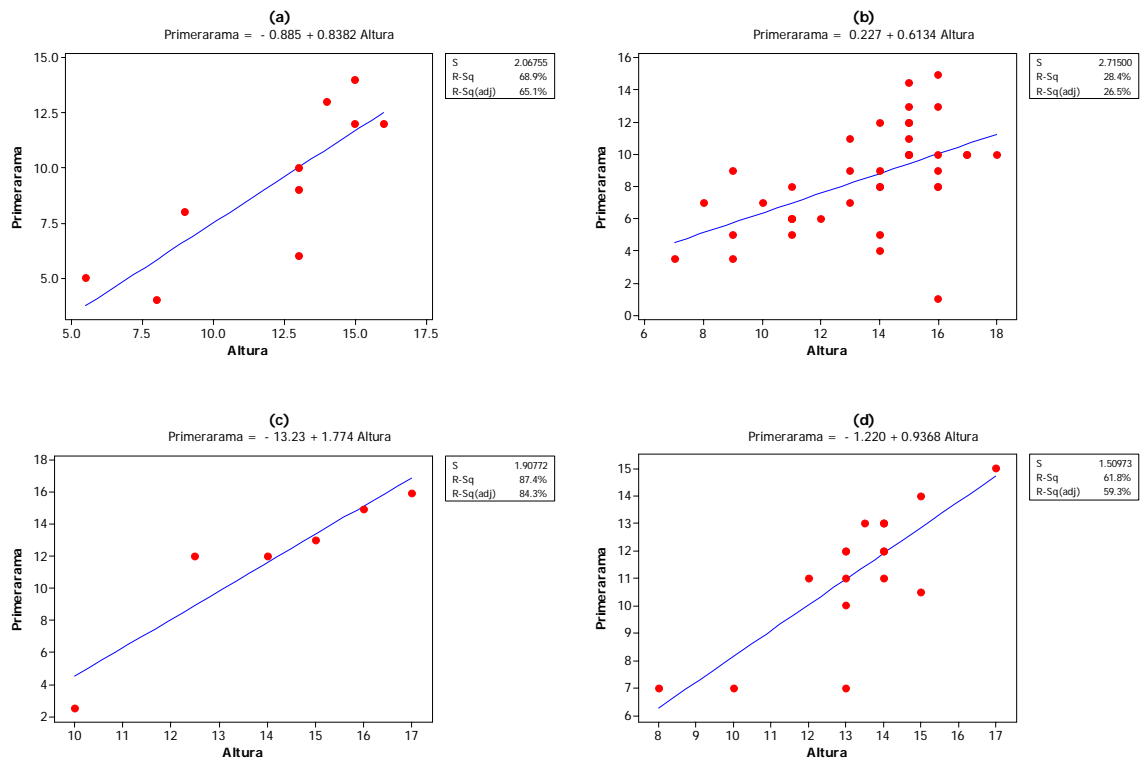 (a)
Primerarama = - 0.885 + 0.8382 Altura
S 2.06755
R-Sq 68.9%
R-Sq(adj) 65.1%
15.0
12.5
10.0
7.5
5.0
Primerarama
5.0 7.5 10.0 12.5 15.0 17.5
Altura
(b)
Primerarama = 0.227 + 0.6134 Altura
S 2.71500
R-Sq 28.4%
R-Sq(adj) 26.5%
16
14
12
10
8
6
4
2
0
Primerarama
6 8 10 12 14 16 18
Altura
(c)
Primerarama = - 13.23 + 1.774 Altura
S 1.90772
R-Sq 87.4%
R-Sq(adj) 84.3%
18
16
14
12
10
8
6
4
2
Primerarama
10 11 12 13 14 15 16 17
Altura
(d)
Primerarama = - 1.220 + 0.9368 Altura
S 1.50973
R-Sq 61.8%
R-Sq(adj) 59.3%
15
14
13
12
11
10
9
8
7
6
Primerarama
8 9 10 11 12 13 14 15 16 17
Altura